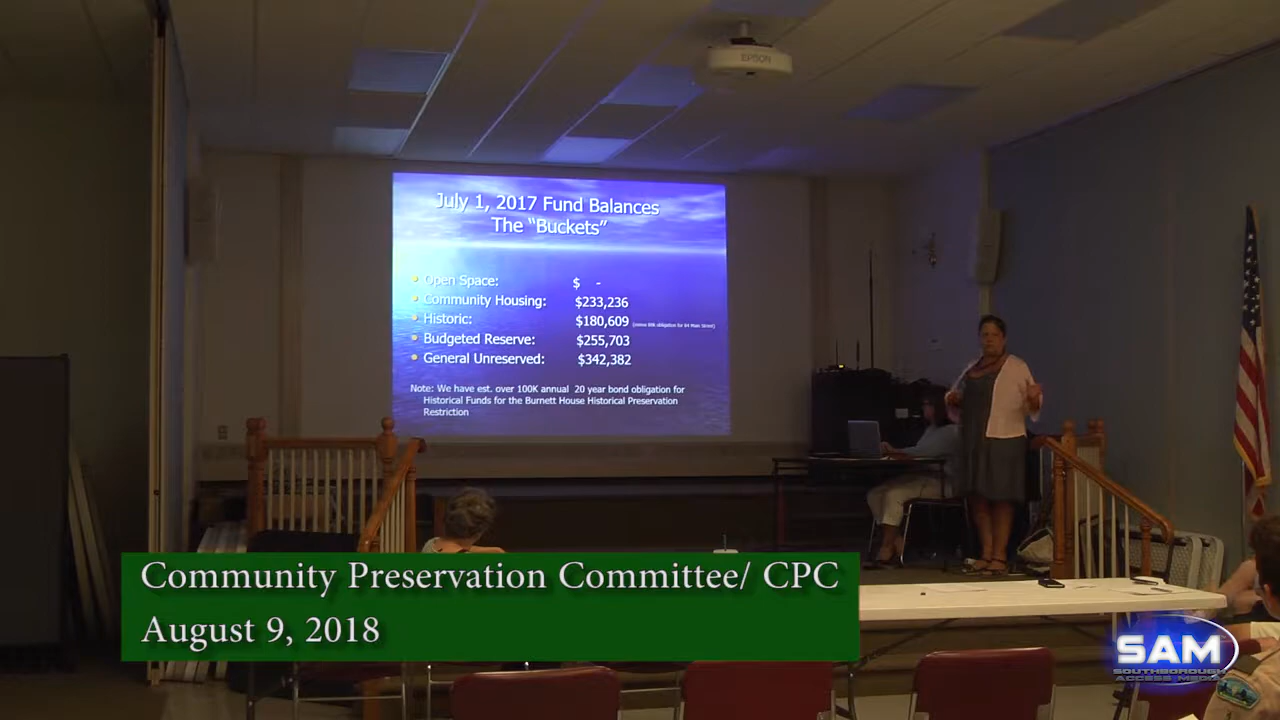 EPSON
July 1, 2017 Fund Balances
The "Buckets"
• Open Space: $ -
• Community Housing: $233,236
• Historic: $180,609
• Budgeted Reserve: $255,703
• General Unreserved: $342,382
Note: We have est. over 100K annual 20 year bond obligation for
Historical Funds for the Burnett House Historical Preservation
Restriction
Community Preservation Committee/ CPC
August 9, 2018
SAM
SOUTHBOROUGH
ACCESS MEDIA